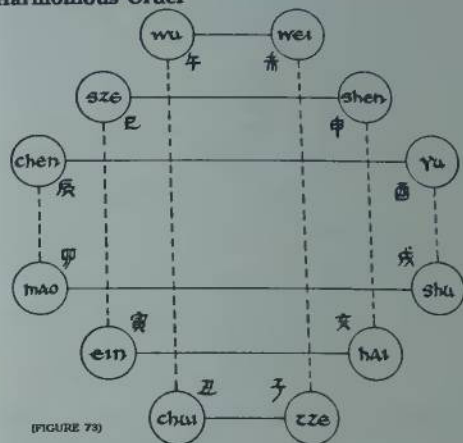 Harmonious Order
wu wei
午 未
sze shen
巳 申
chen yu
辰 酉
卯 戌
mao shu
寅 亥
ein hai
丑 子
chui tze
(FIGURE 73)